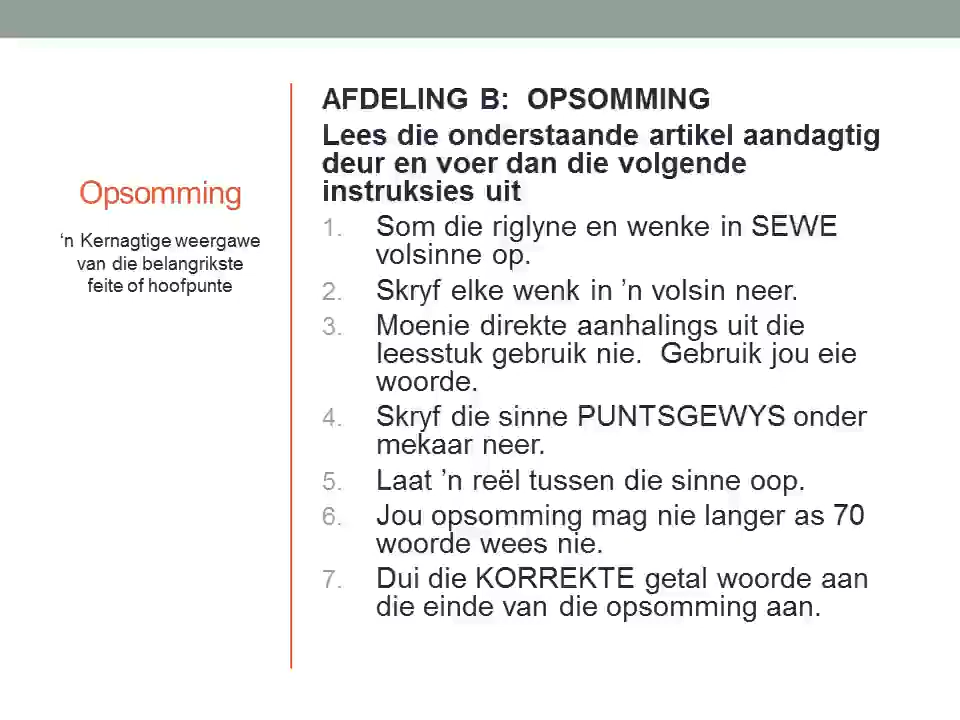 Opsomming
‘n Kernagtige weergawe
van die belangrikste
feite of hoofpunte
AFDELING B:  OPSOMMING
Lees die onderstaande artikel aandagtig
deur en voer dan die volgende
instruksies uit
1. Som die riglyne en wenke in SEWE
volsinne op.
2. Skryf elke wenk in ’n volsin neer.
3. Moenie direkte aanhalings uit die
leesstuk gebruik nie.  Gebruik jou eie
woorde.
4. Skryf die sinne PUNTSGEWYS onder
mekaar neer.
5. Laat ’n reël tussen die sinne oop.
6. Jou opsomming mag nie langer as 70
woorde wees nie.
7. Dui die KORREKTE getal woorde aan
die einde van die opsomming aan.